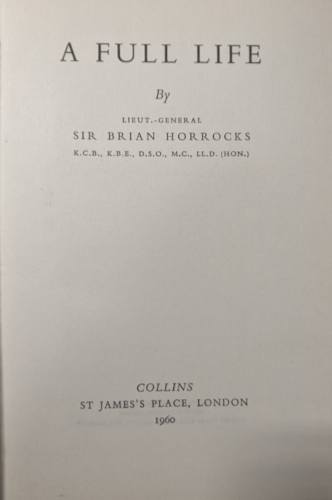 A FULL LIFE
By
LIEUT.-GENERAL
SIR BRIAN HORROCKS
K.C.B., K.B.E., D.S.O., M.C., LL.D. (HON.)
COLLINS
ST JAMES'S PLACE, LONDON
1960